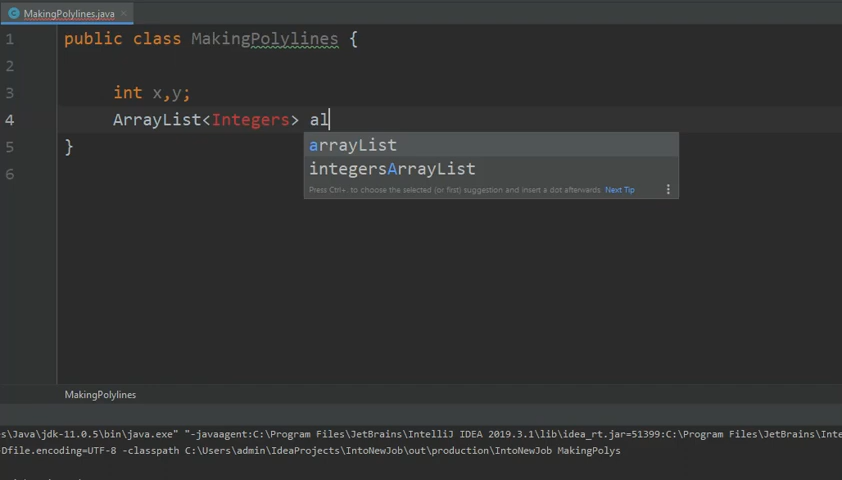 MakingPolylines.java
1 public class MakingPolylines {
2
3 int x,y;
4 ArrayList<Integers> al
arrayList
integersArrayList
Press Ctrl+. to choose the selected (or first) suggestion and insert a dot afterwards Next Tip
5 }
6
MakingPolylines
s\Java\jdk-11.0.5\bin\java.exe" "-javaagent:C:\Program Files\JetBrains\IntelliJ IDEA 2019.3.1\lib\idea_rt.jar=51399:C:\Program Files\JetBrains\Inte
Dfile.encoding=UTF-8 -classpath C:\Users\admin\IdeaProjects\IntoNewJob\out\production\IntoNewJob MakingPolys